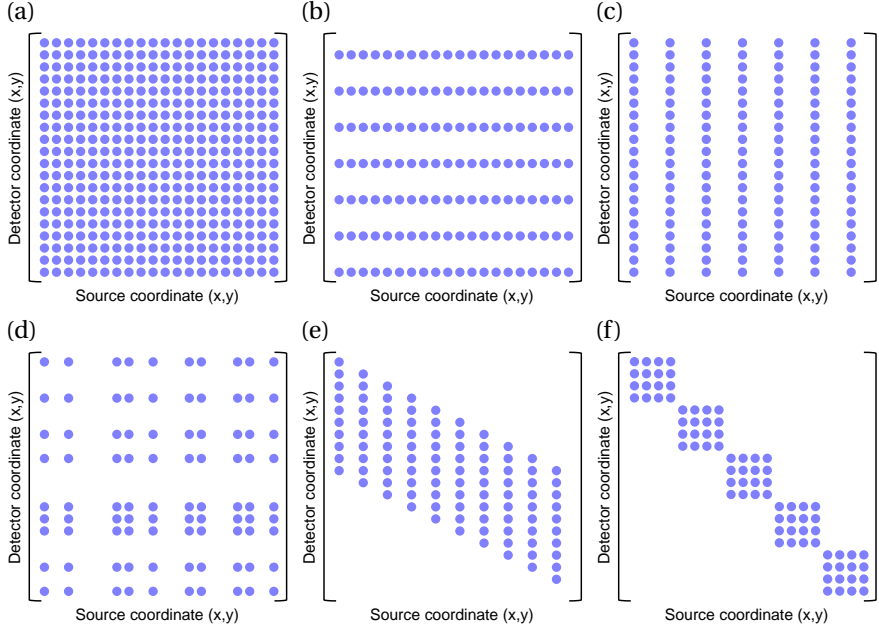 (a)
(b)
(c)
Detector coordinate (x,y)
Detector coordinate (x,y)
Detector coordinate (x,y)
Source coordinate (x,y)
Source coordinate (x,y)
Source coordinate (x,y)
(d)
(e)
(f)
Detector coordinate (x,y)
Detector coordinate (x,y)
Detector coordinate (x,y)
Source coordinate (x,y)
Source coordinate (x,y)
Source coordinate (x,y)